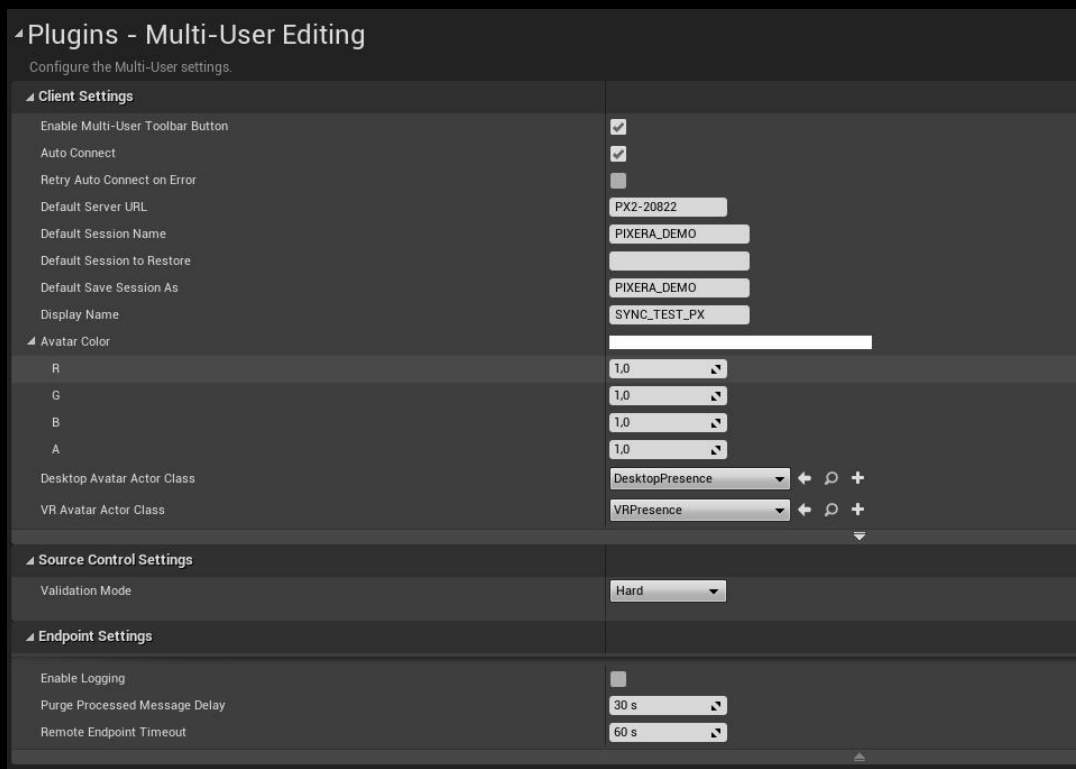 Plugins - Multi-User Editing
Configure the Multi-User settings.
Client Settings
Enable Multi-User Toolbar Button
Auto Connect
Retry Auto Connect on Error
Default Server URL PX2-20822
Default Session Name PIXERA_DEMO
Default Session to Restore
Default Save Session As PIXERA_DEMO
Display Name SYNC_TEST_PX
Avatar Color
R 1,0
G 1,0
B 1,0
A 1,0
Desktop Avatar Actor Class DesktopPresence
VR Avatar Actor Class VRPresence
Source Control Settings
Validation Mode Hard
Endpoint Settings
Enable Logging
Purge Processed Message Delay 30 s
Remote Endpoint Timeout 60 s